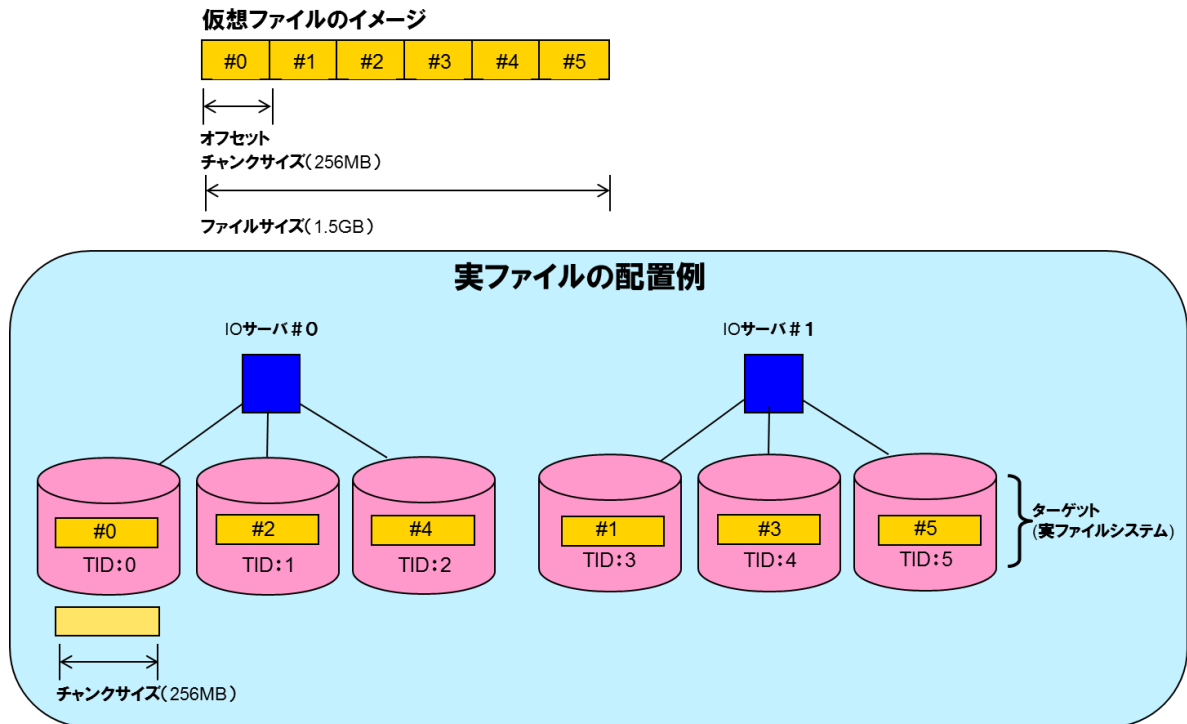 仮想ファイルのイメージ
#0 #1 #2 #3 #4 #5
オフセット
チャンクサイズ(256MB)
ファイルサイズ(1.5GB)
実ファイルの配置例
IOサーバ#0
IOサーバ#1
#0
TID:0
#2
TID:1
#4
TID:2
#1
TID:3
#3
TID:4
#5
TID:5
ターゲット
(実ファイルシステム)
チャンクサイズ(256MB)